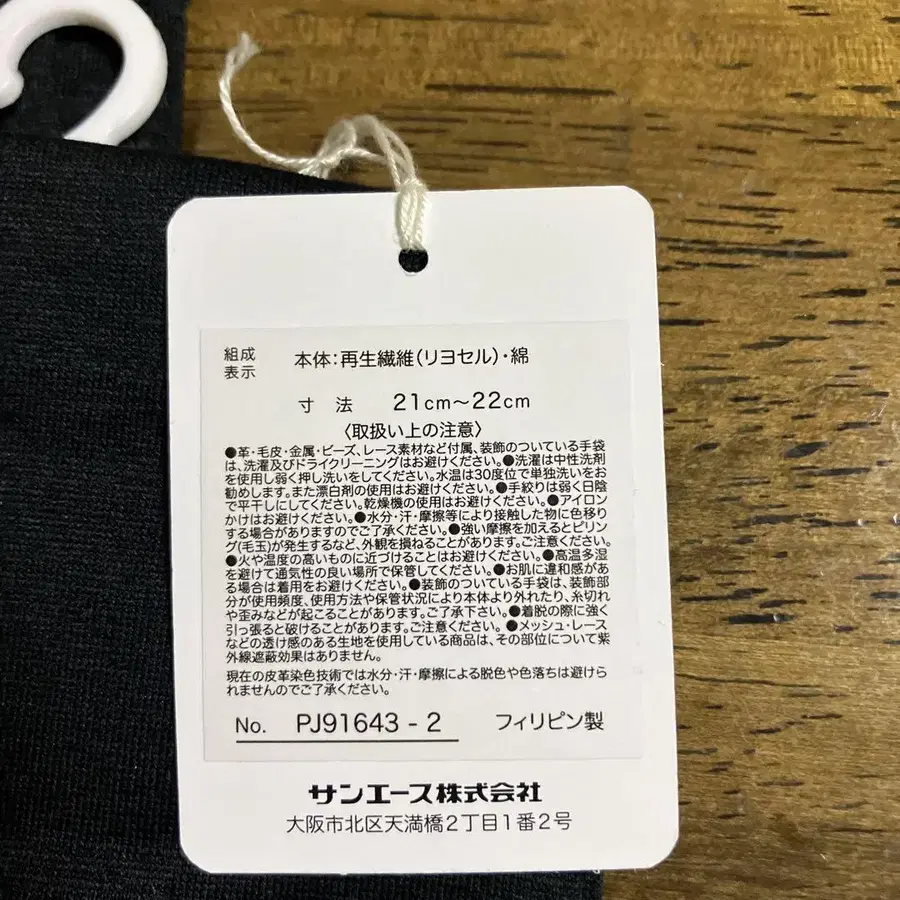 組成
表示
本体:再生繊維(リヨセル)・綿
寸 法 21cm〜22cm
〈取扱い上の注意〉
●革・毛皮・金属・ビーズ、レース素材など付属、装飾のついている手袋
は、洗濯及びドライクリーニングはお避けください。●洗濯は中性洗剤
を使用し弱く押し洗いをしてください。水温は30度位で単独洗いをお
勧めします。また漂白剤の使用はお避けください。●手絞りは弱く日陰
で平干しにしてください。乾燥機の使用はお避けください。●アイロン
かけはお避けください。●水分・汗・摩擦等により接触した物に色移り
する場合がありますのでご了承ください。●強い摩擦を加えるとピリン
グ(毛玉)が発生するなど、外観を損ねることがあります。ご注意ください。
●火や温度の高いものに近づけることはお避けください。●高温多湿
を避けて通気性の良い場所で保管してください。●お肌に違和感があ
る場合は着用をお避けください。●装飾のついている手袋は、装飾部
分が使用頻度、使用方法や保管状況により本体より外れたり、糸切れ
や歪みなどが起こることがあります。ご了承下さい。●着脱の際に強く
引っ張ると破けることがあります。ご注意ください。●メッシュ・レース
などの透け感のある生地を使用している商品は、その部位について紫
外線遮蔽効果はありません。
現在の皮革染色技術では水分・汗・摩擦による脱色や色落ちは避けら
れませんのでご了承ください。
No. PJ91643-2 フィリピン製
サンエース株式会社
大阪市北区天満橋2丁目1番2号